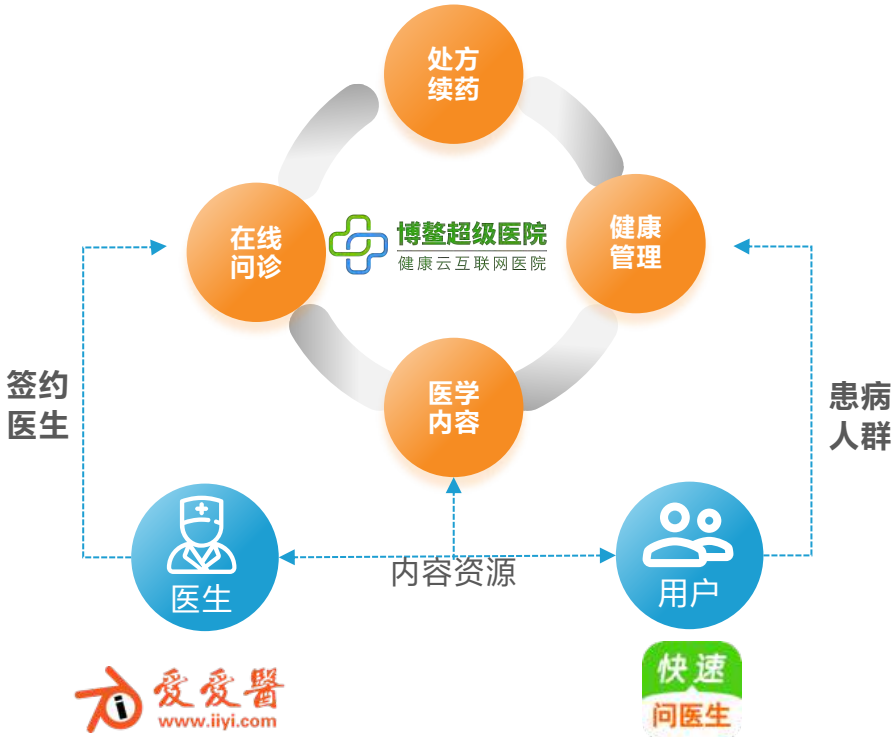 处方
续药
在线
问诊
博鳌超级医院
健康云互联网医院
健康
管理
医学
内容
签约
医生
患病
人群
医生
内容资源
用户
爱爱醫
www.iiyi.com
快速
问医生